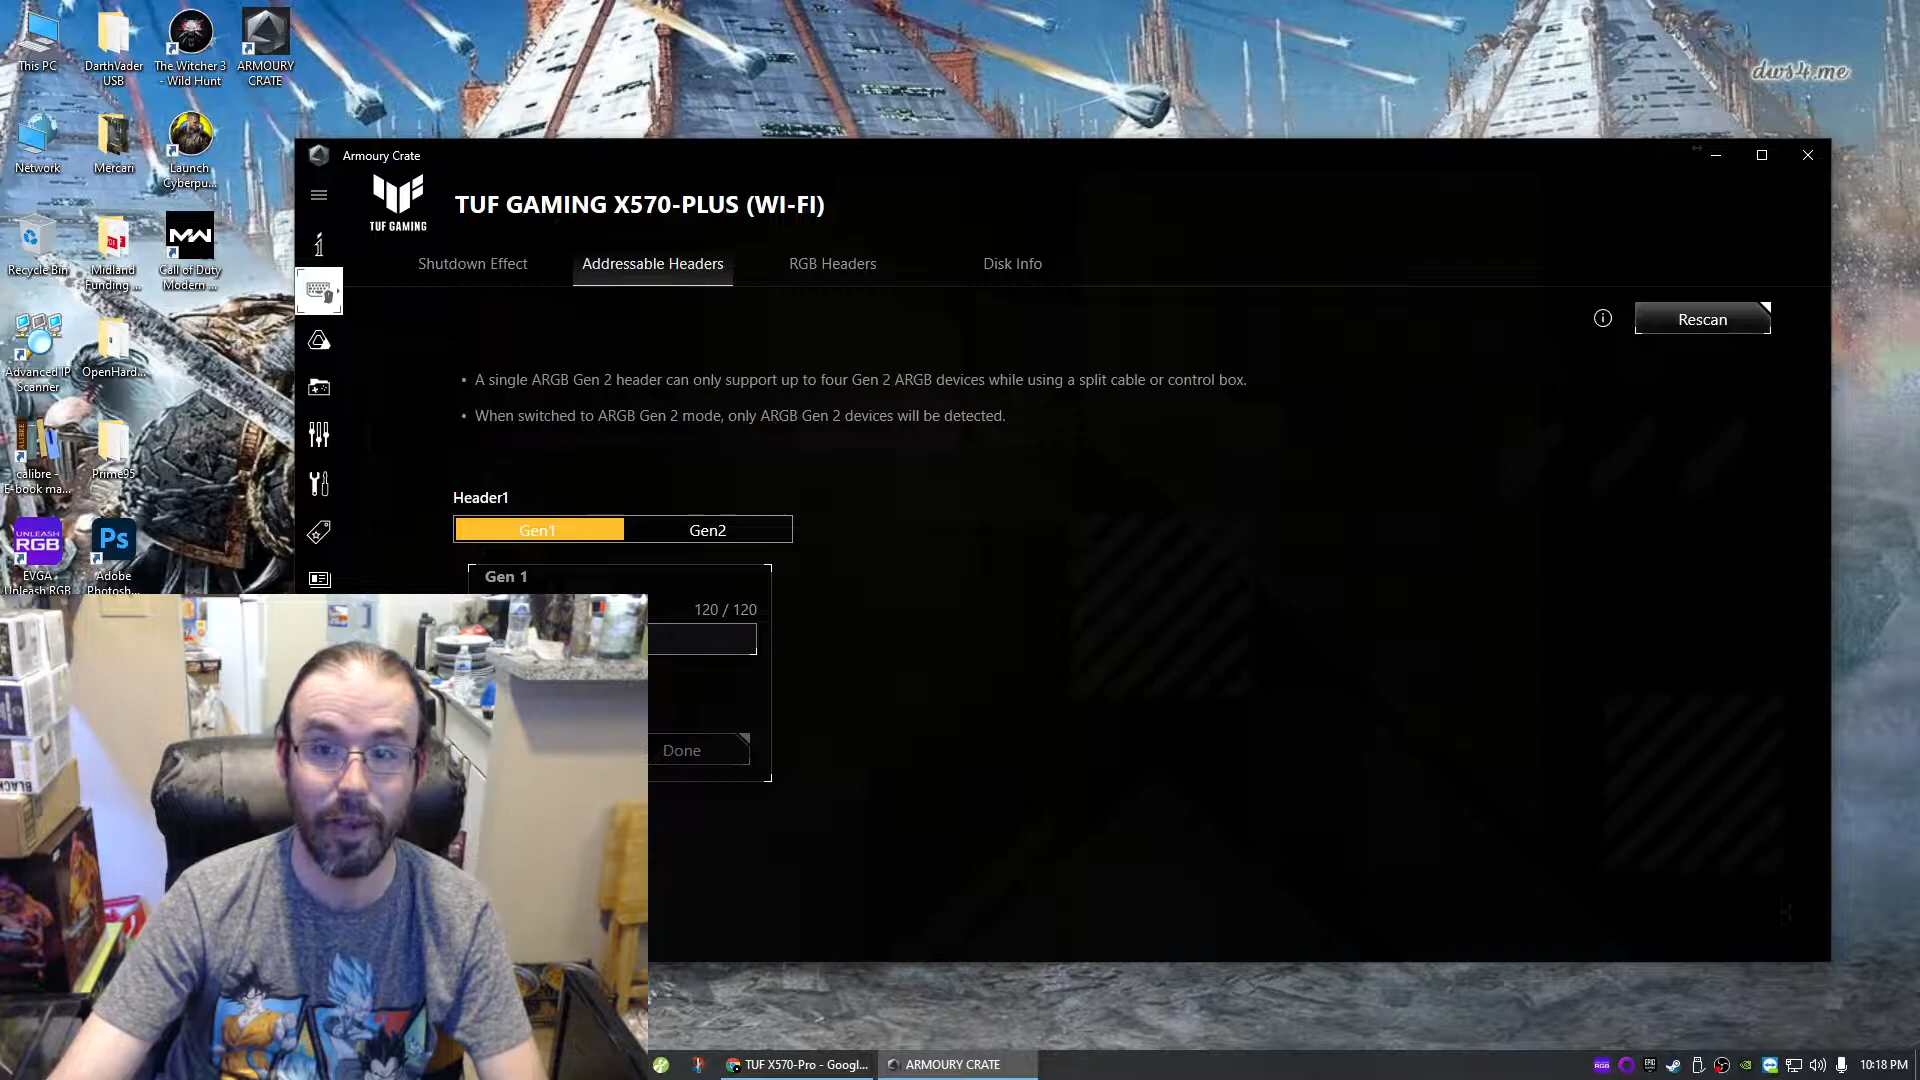 This PC
DarthVader
USB
The Witcher 3
- Wild Hunt
ARMOURY
CRATE
dws4.me
Network
Mercari
Launch
Cyberpu...
Recycle Bin
Midland
Funding ...
MW
Call of Duty
Modern ...
Advanced IP
Scanner
OpenHard...
calibre -
E-book ma...
Prime95
UNLEASH
RGB
EVGA
Unleash RGB
Ps
Adobe
Photosh...
Armoury Crate
TUF GAMING
TUF GAMING X570-PLUS (WI-FI)
Shutdown Effect
Addressable Headers
RGB Headers
Disk Info
Rescan
• A single ARGB Gen 2 header can only support up to four Gen 2 ARGB devices while using a split cable or control box.
• When switched to ARGB Gen 2 mode, only ARGB Gen 2 devices will be detected.
Header1
Gen1
Gen2
Gen 1
120 / 120
Done
TUF X570-Pro - Googl...
ARMOURY CRATE
10:18 PM